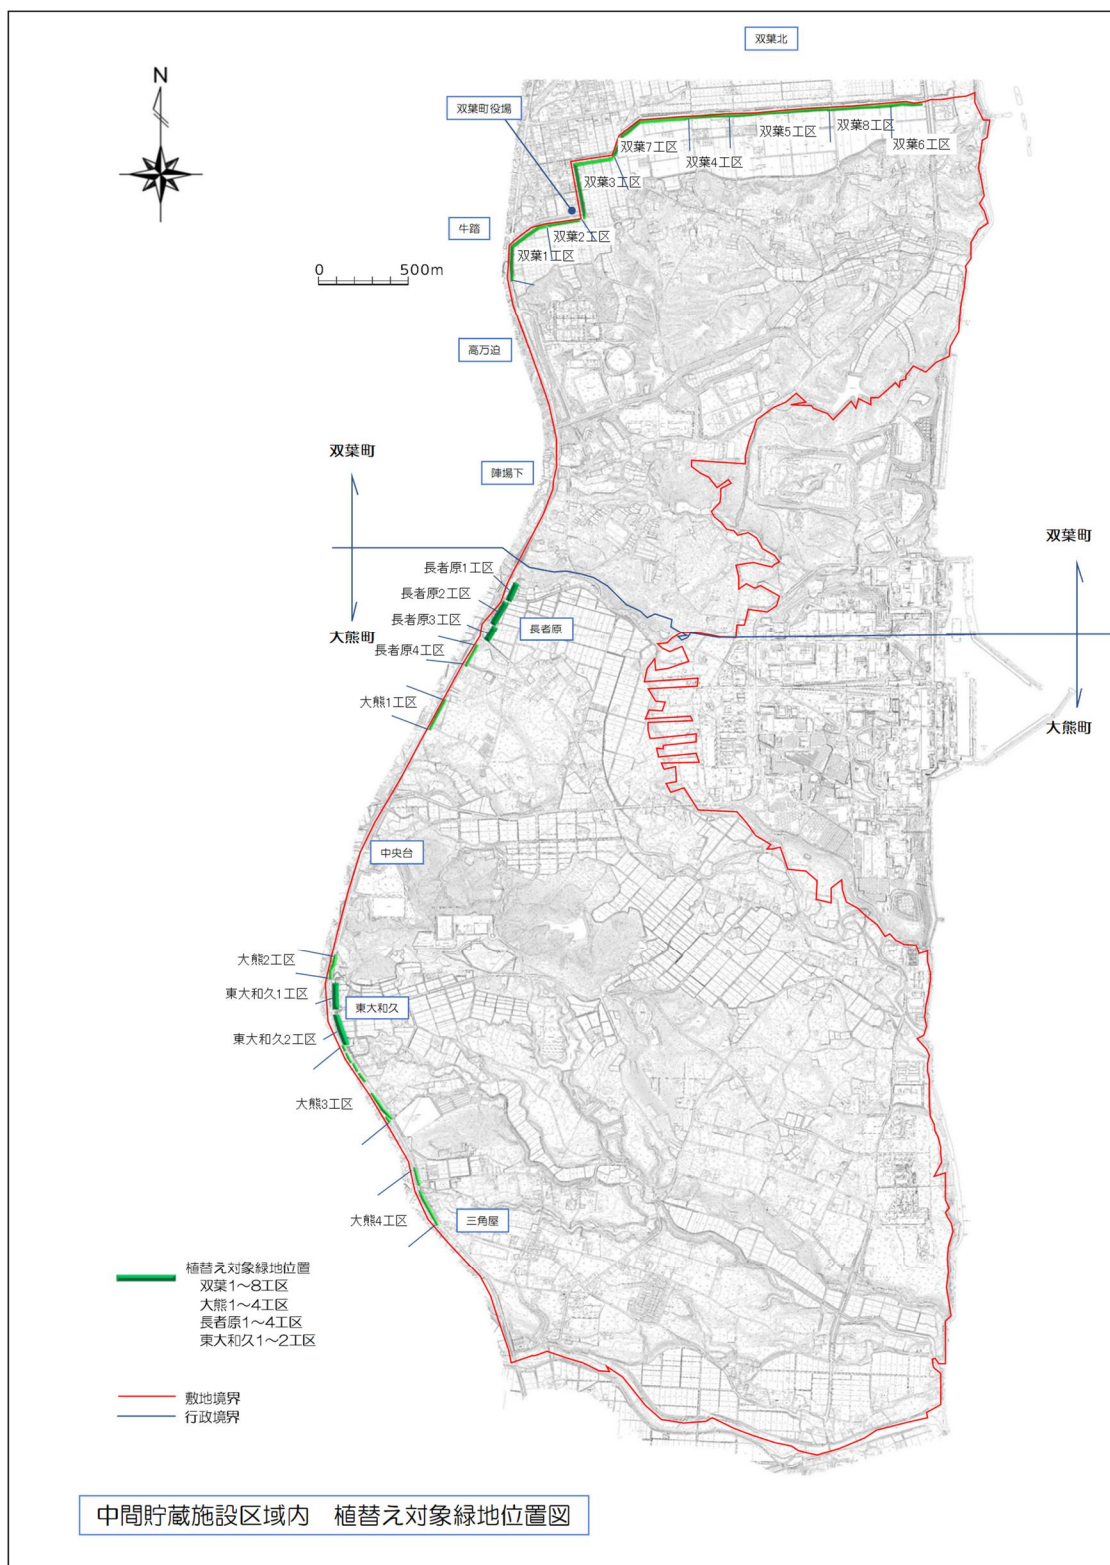 双葉北
N
双葉町役場
双葉8工区
双葉5工区
双葉6工区
双葉7工区
双葉4工区
双葉3工区
牛踏
双葉2工区
双葉1工区
0 500m
高万迫
双葉町
陣場下
双葉町
長者原1工区
長者原2工区
長者原3工区
長者原
大熊町
長者原4工区
大熊1工区
大熊町
中央台
大熊2工区
東大和久1工区
東大和久
東大和久2工区
大熊3工区
大熊4工区
三角屋
植替え対象緑地位置
双葉1~8工区
大熊1~4工区
長者原1~4工区
東大和久1~2工区
敷地境界
行政境界
中間貯蔵施設区域内 植替え対象緑地位置図